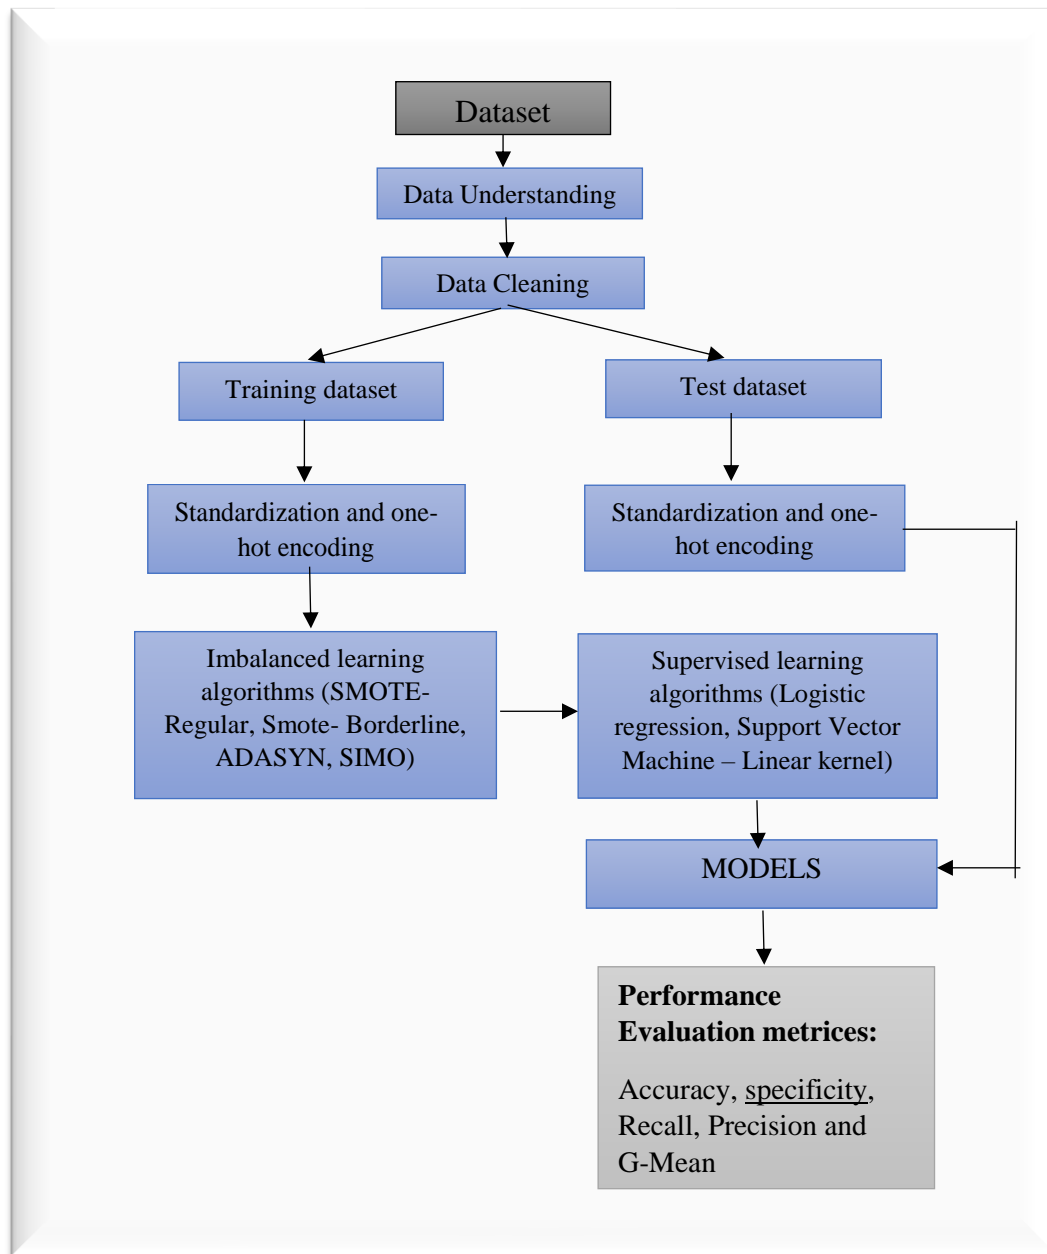 Dataset
Data Understanding
Data Cleaning
Training dataset
Test dataset
Standardization and one-
hot encoding
Standardization and one-
hot encoding
Imbalanced learning
algorithms (SMOTE-
Regular, Smote- Borderline,
ADASYN, SIMO)
Supervised learning
algorithms (Logistic
regression, Support Vector
Machine – Linear kernel)
MODELS
Performance
Evaluation metrices:
Accuracy, specificity,
Recall, Precision and
G-Mean